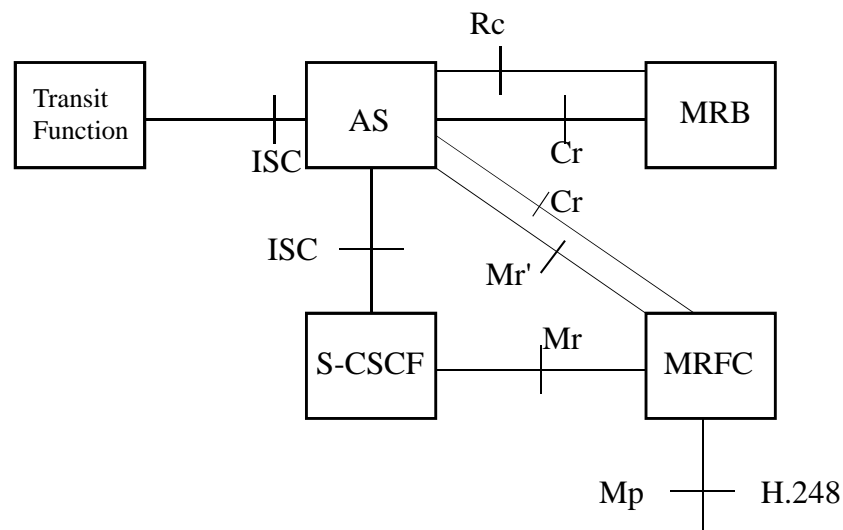 Rc
Transit
Function
AS
MRB
ISC
Cr
Cr
ISC
Mr'
S-CSCF
Mr
MRFC
Mp
H.248